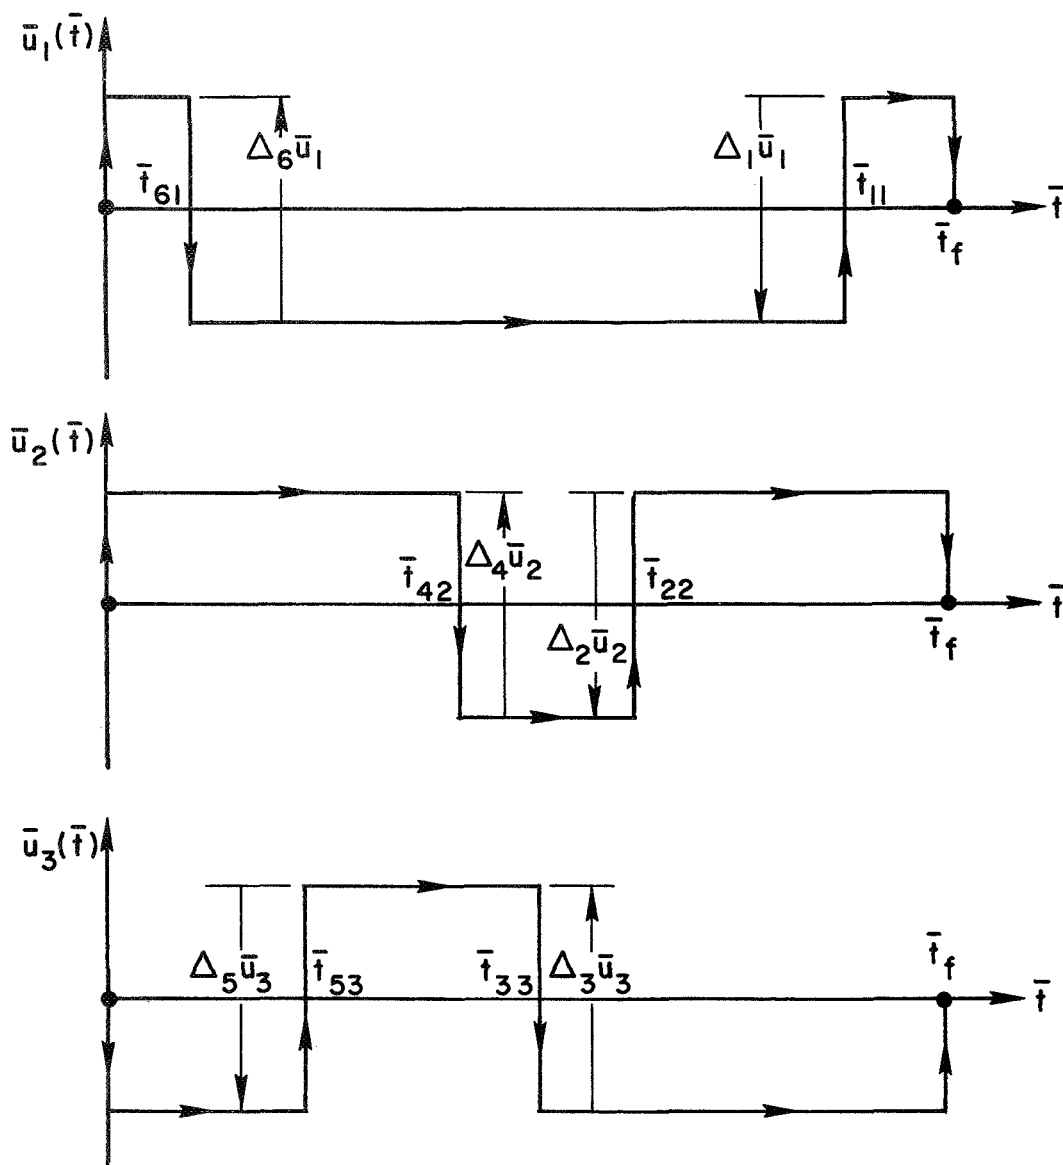 ū₁(t̄)
Δ₆ū₁
Δ₁ū₁
t̄₆₁
t̄₁₁
t̄
t̄f
ū₂(t̄)
t̄₄₂
Δ₄ū₂
t̄₂₂
t̄
Δ₂ū₂
t̄f
ū₃(t̄)
Δ₅ū₃
t̄₅₃
t̄₃₃
Δ₃ū₃
t̄f
t̄